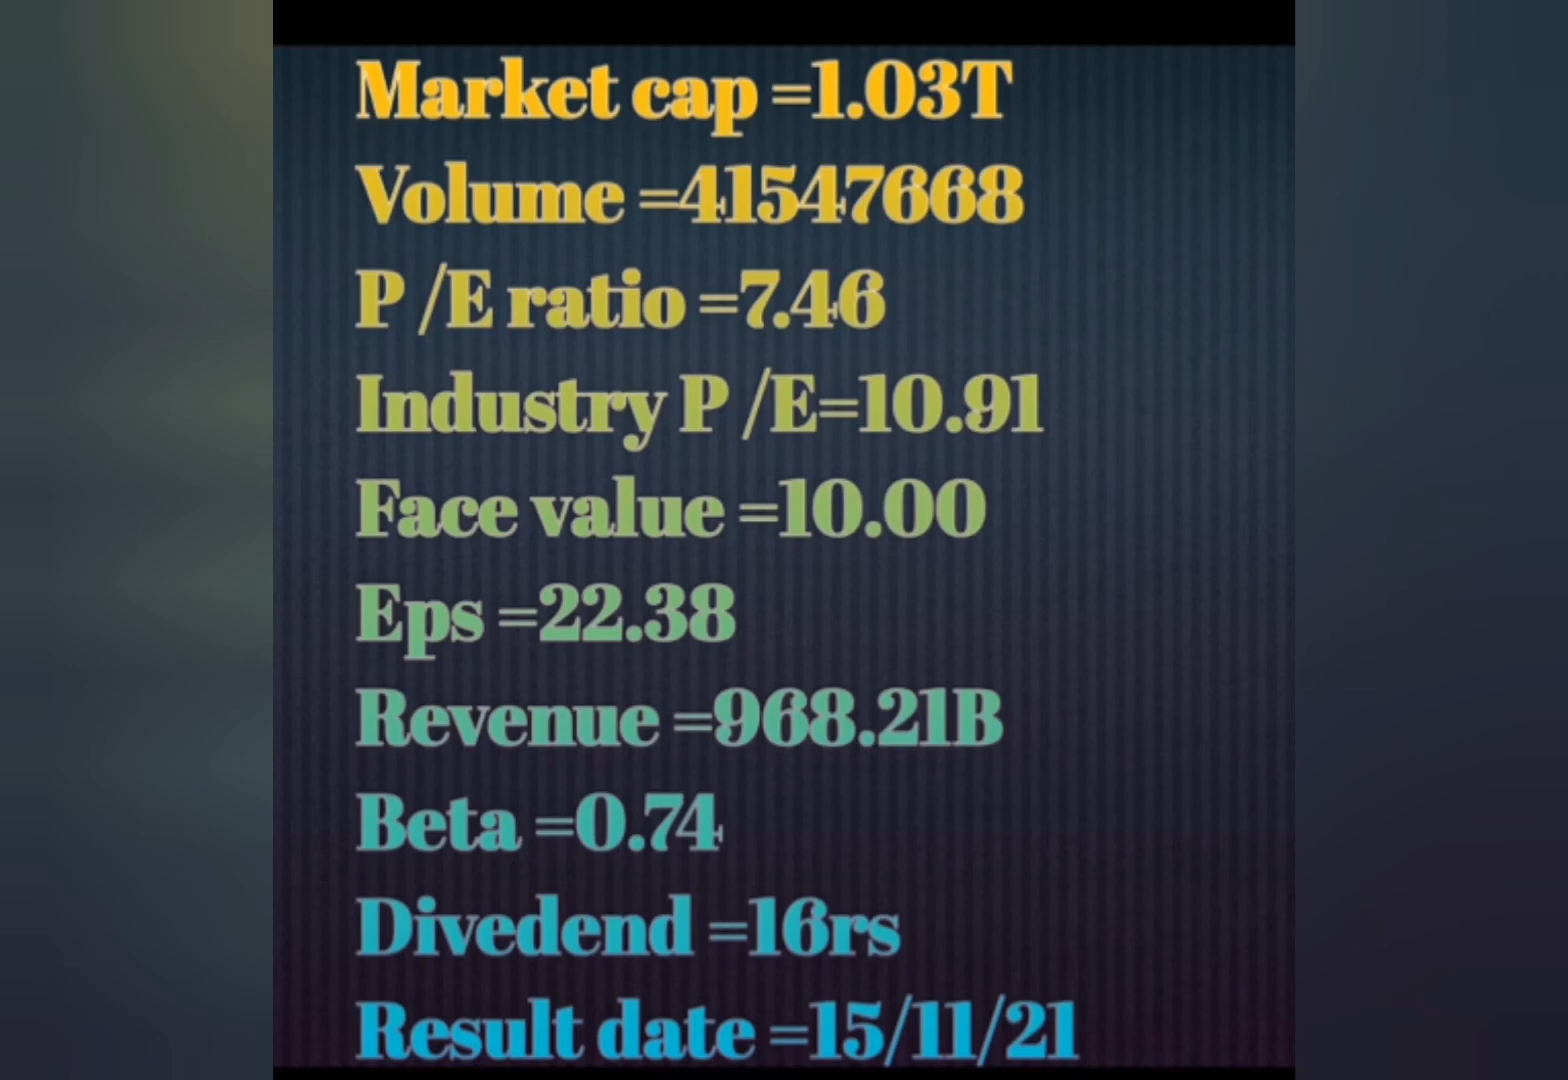 Market cap =1.03T
Volume =41547668
P /E ratio =7.46
Industry P /E=10.91
Face value =10.00
Eps =22.38
Revenue =968.21B
Beta =0.74
Divedend =16rs
Result date =15/11/21